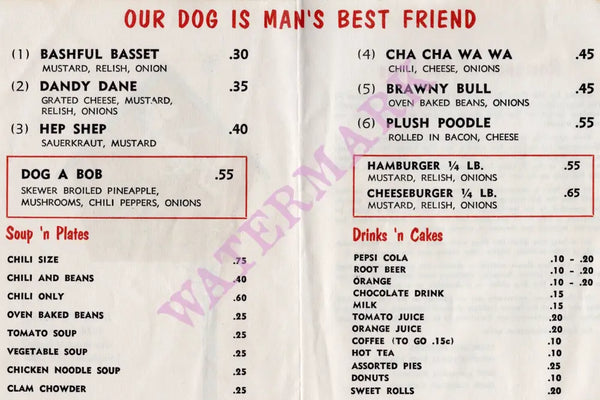 OUR DOG IS MAN'S BEST FRIEND
(1) BASHFUL BASSET .30
MUSTARD, RELISH, ONION
(2) DANDY DANE .35
GRATED CHEESE, MUSTARD,
RELISH, ONIONS
(3) HEP SHEP .40
SAUERKRAUT, MUSTARD
DOG A BOB .55
SKEWER BROILED PINEAPPLE,
MUSHROOMS, CHILI PEPPERS, ONIONS
Soup 'n Plates
CHILI SIZE .75
CHILI AND BEANS .40
CHILI ONLY .60
OVEN BAKED BEANS .25
TOMATO SOUP .25
VEGETABLE SOUP .25
CHICKEN NOODLE SOUP .25
CLAM CHOWDER .25
(4) CHA CHA WA WA .45
CHILI, CHEESE, ONIONS
(5) BRAWNY BULL .45
OVEN BAKED BEANS, ONIONS
(6) PLUSH POODLE .55
ROLLED IN BACON, CHEESE
HAMBURGER ¼ LB. .55
MUSTARD, RELISH, ONIONS
CHEESEBURGER ¼ LB. .65
MUSTARD, RELISH, ONIONS
Drinks 'n Cakes
PEPSI COLA .10 - .20
ROOT BEER .10 - .20
ORANGE .10 - .20
CHOCOLATE DRINK .15
MILK .15
TOMATO JUICE .20
ORANGE JUICE .20
COFFEE (TO GO .15c) .10
HOT TEA .10
ASSORTED PIES .25
DONUTS .10
SWEET ROLLS .20
WATERMARK